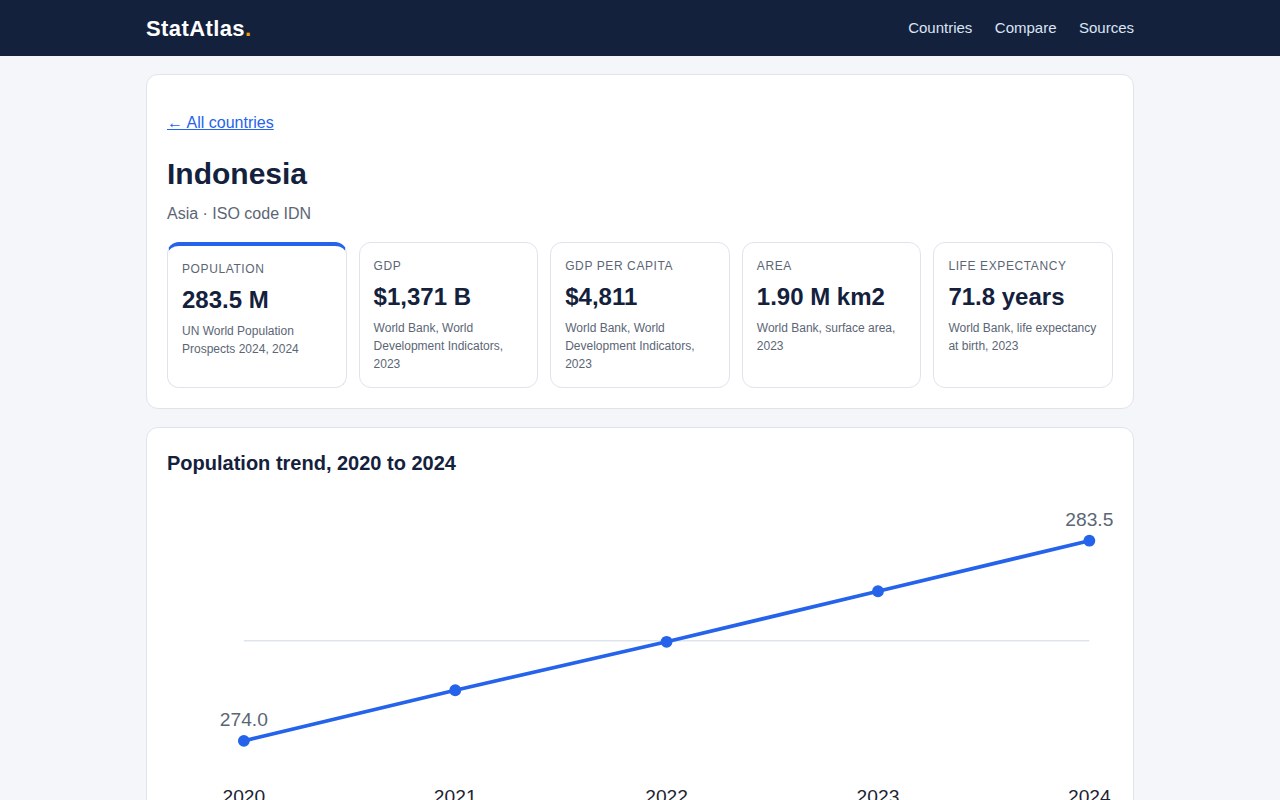 StatAtlas.
Countries Compare Sources
← All countries
Indonesia
Asia · ISO code IDN
POPULATION
283.5 M
UN World Population
Prospects 2024, 2024
GDP
$1,371 B
World Bank, World
Development Indicators,
2023
GDP PER CAPITA
$4,811
World Bank, World
Development Indicators,
2023
AREA
1.90 M km2
World Bank, surface area,
2023
LIFE EXPECTANCY
71.8 years
World Bank, life expectancy
at birth, 2023
Population trend, 2020 to 2024
283.5
274.0
2020 2021 2022 2023 2024